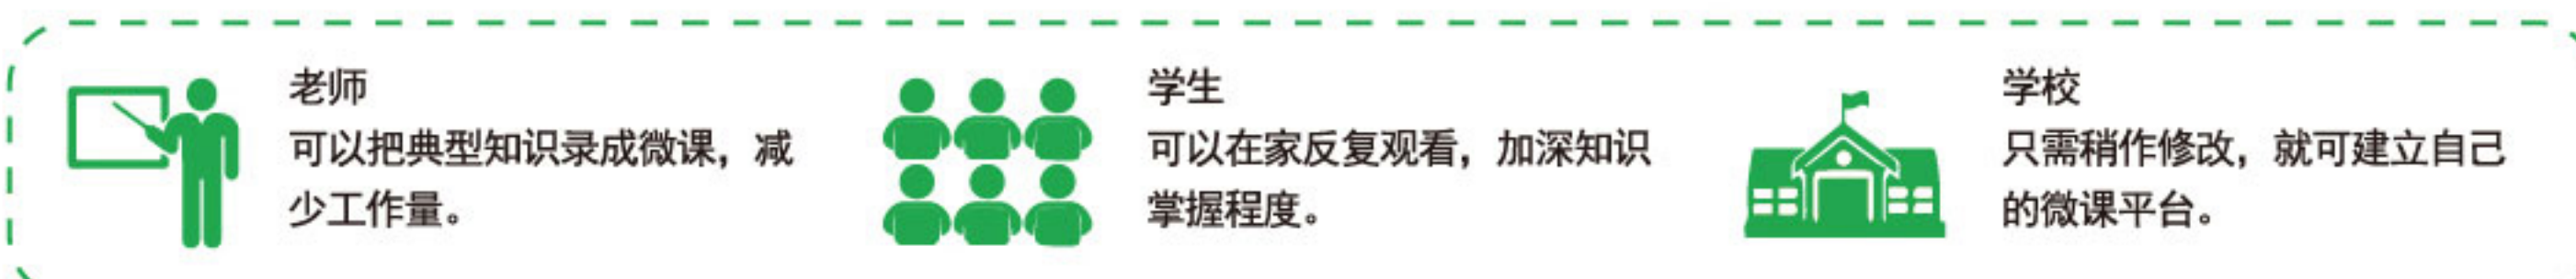 老师
可以把典型知识录成微课，减
少工作量。
学生
可以在家反复观看，加深知识
掌握程度。
学校
只需稍作修改，就可建立自己
的微课平台。